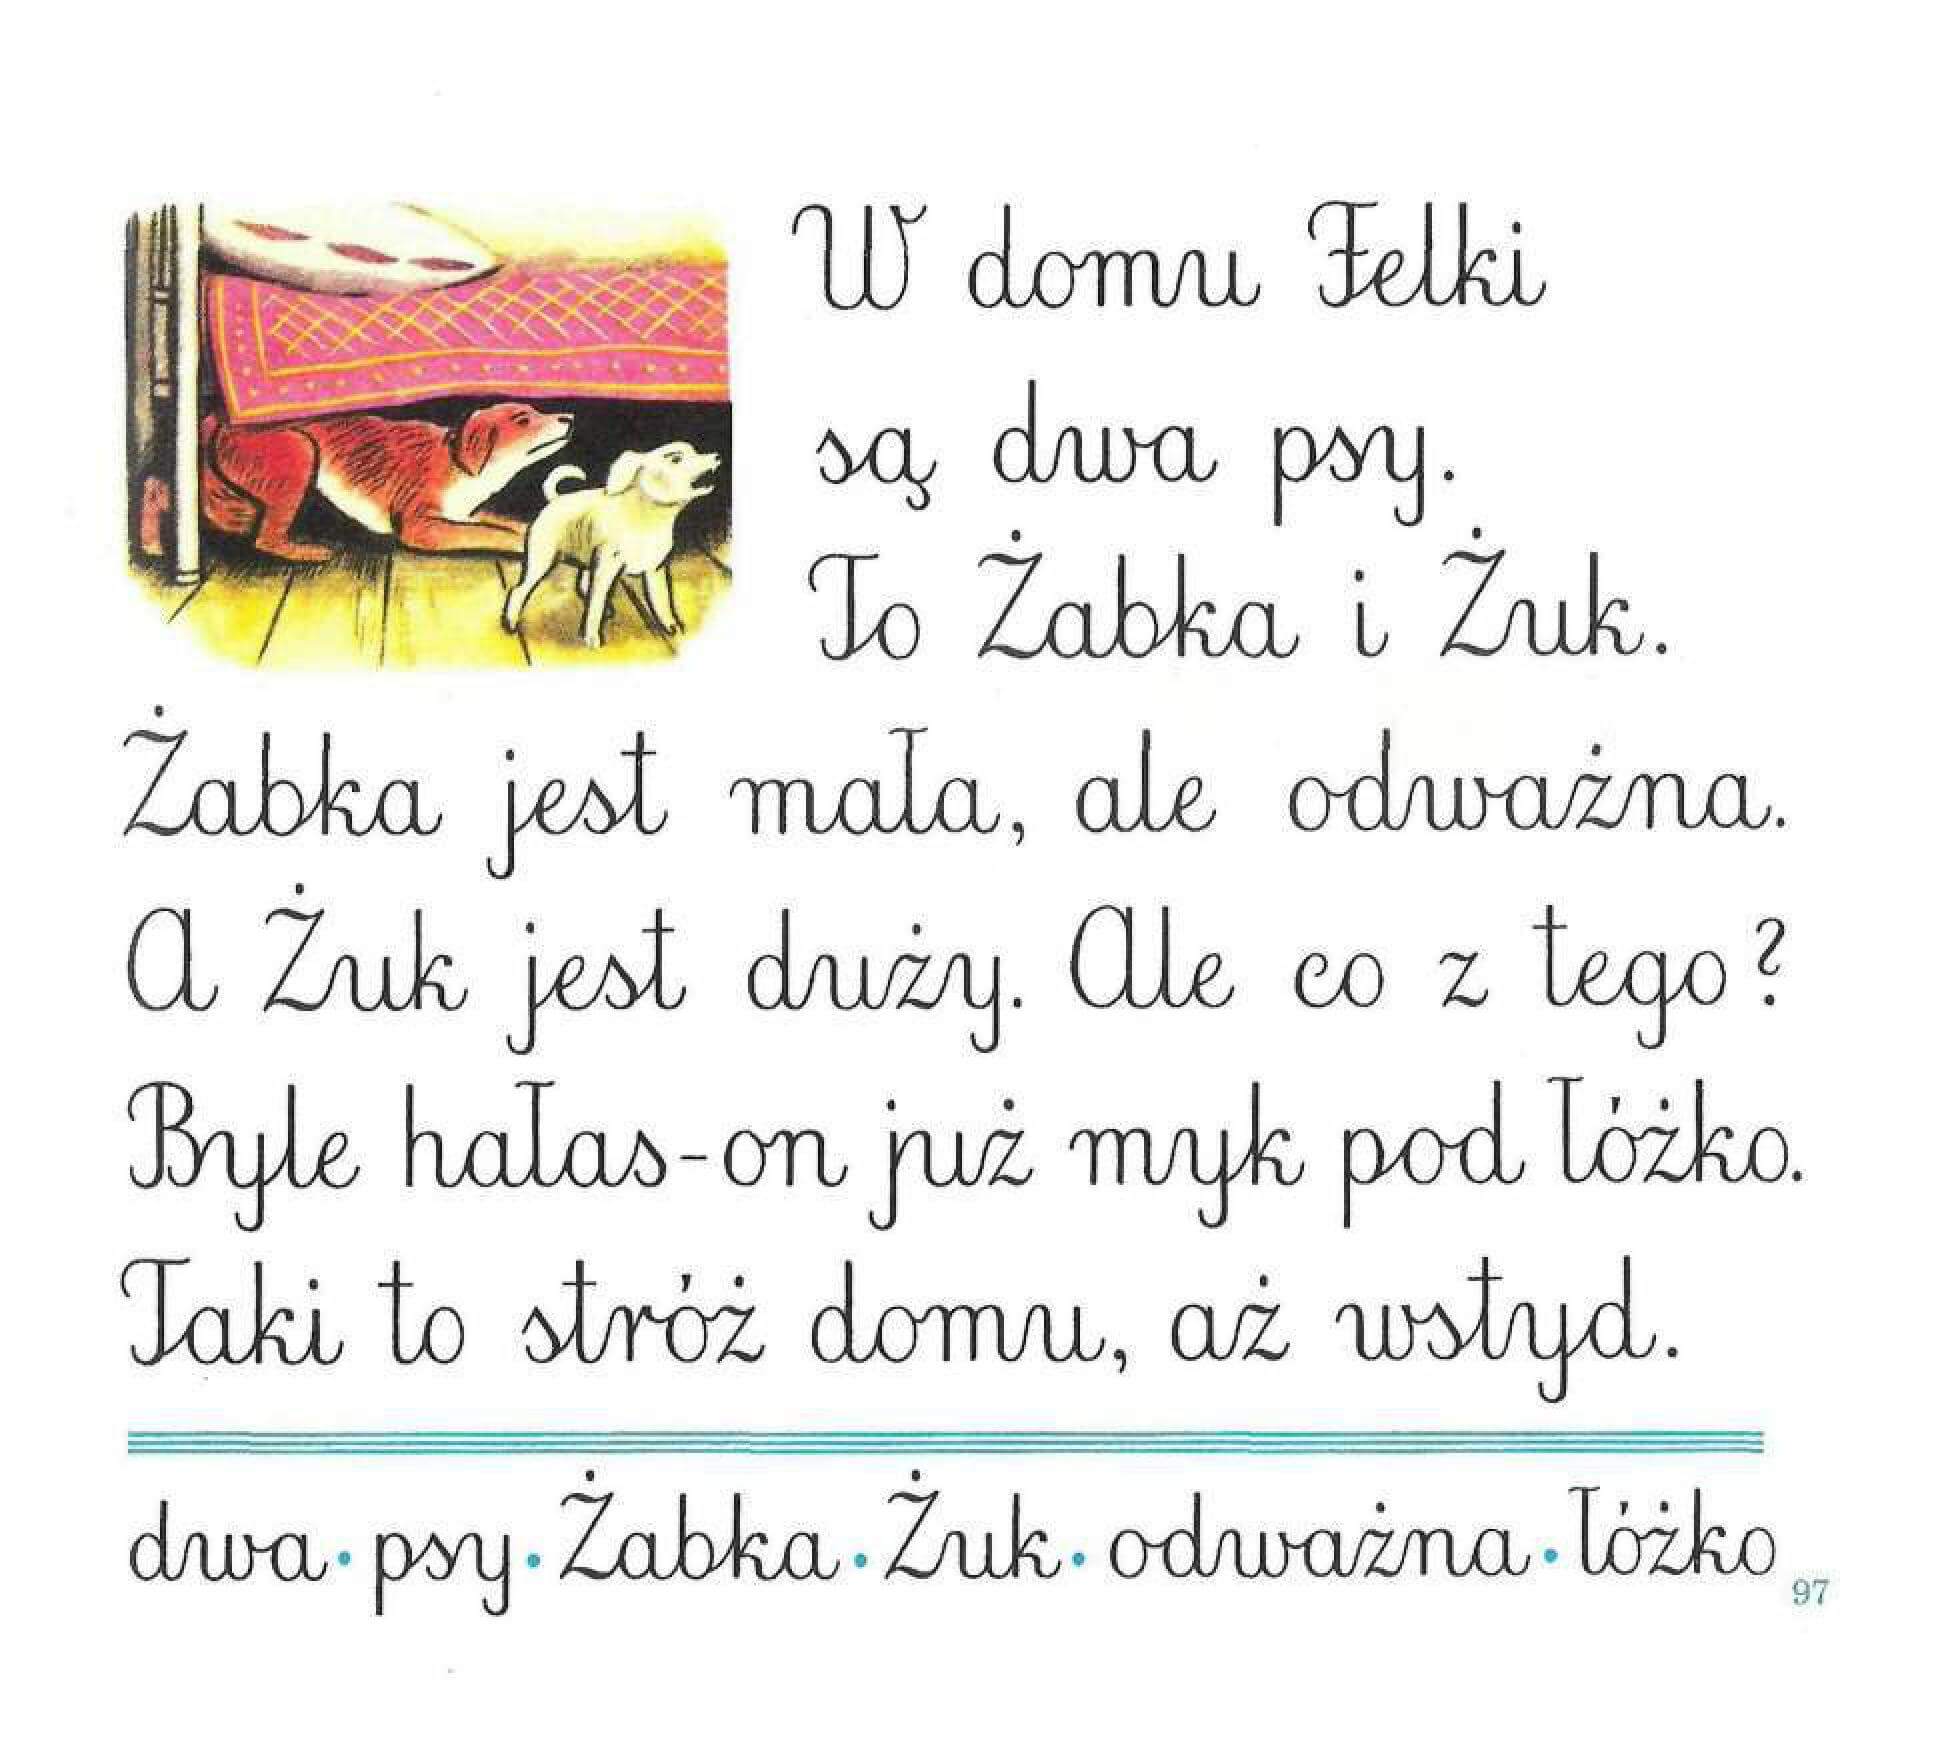 W domu Felki
są dwa psy.
To Żabka i Żuk.
Żabka jest mała, ale odważna.
A Żuk jest duży. Ale co z tego?
Byle hałas-on już myk pod łóżko.
Taki to stróż domu, aż wstyd.
dwa • psy • Żabka • Żuk • odważna • łóżko
97